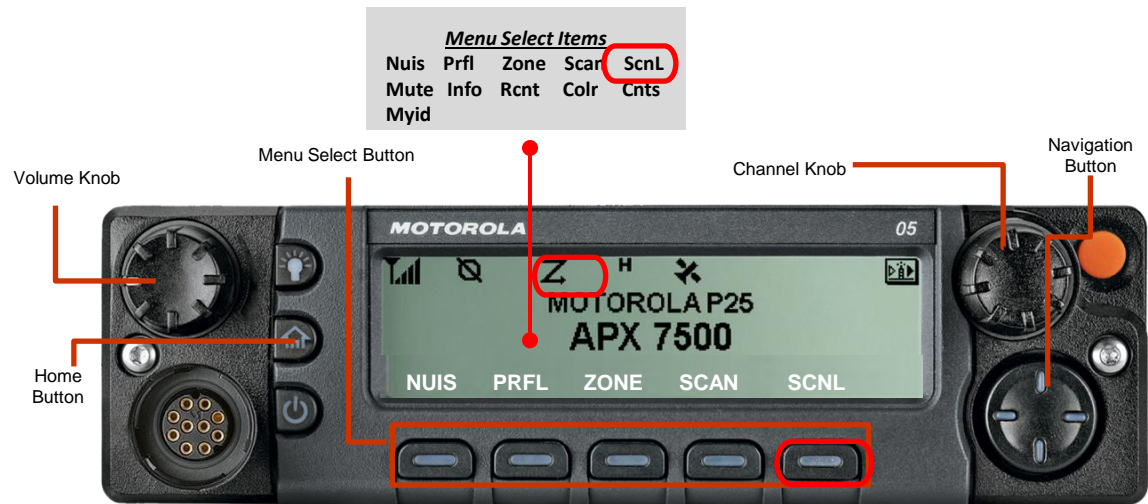 Menu Select Items
Nuis Prfl Zone Scan ScnL
Mute Info Rcnt Colr Cnts
Myid
Menu Select Button
Channel Knob
Navigation
Button
Volume Knob
MOTOROLA 05
H
MOTOROLA P25
APX 7500
NUIS PRFL ZONE SCAN SCNL
Home
Button